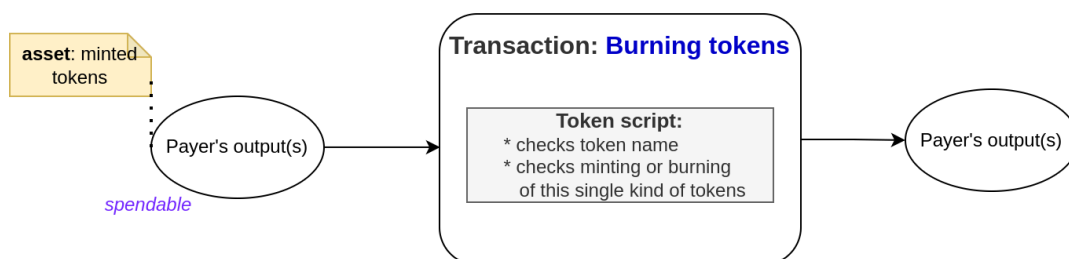 asset: minted
tokens
Payer's output(s)
spendable
Transaction: Burning tokens
Token script:
* checks token name
* checks minting or burning
of this single kind of tokens
Payer's output(s)